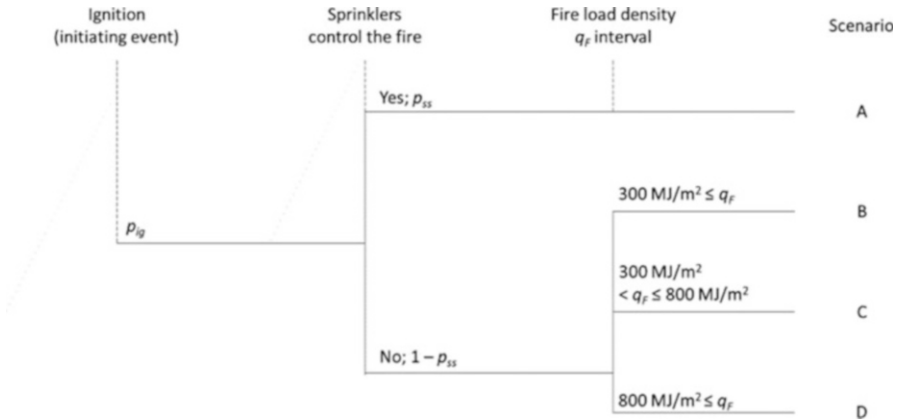 Ignition
(initiating event)
Sprinklers
control the fire
Fire load density
q_F interval
Scenario
Yes; p_ss
A
300 MJ/m² ≤ q_F
B
p_ig
300 MJ/m²
< q_F ≤ 800 MJ/m²
C
No; 1 – p_ss
800 MJ/m² ≤ q_F
D